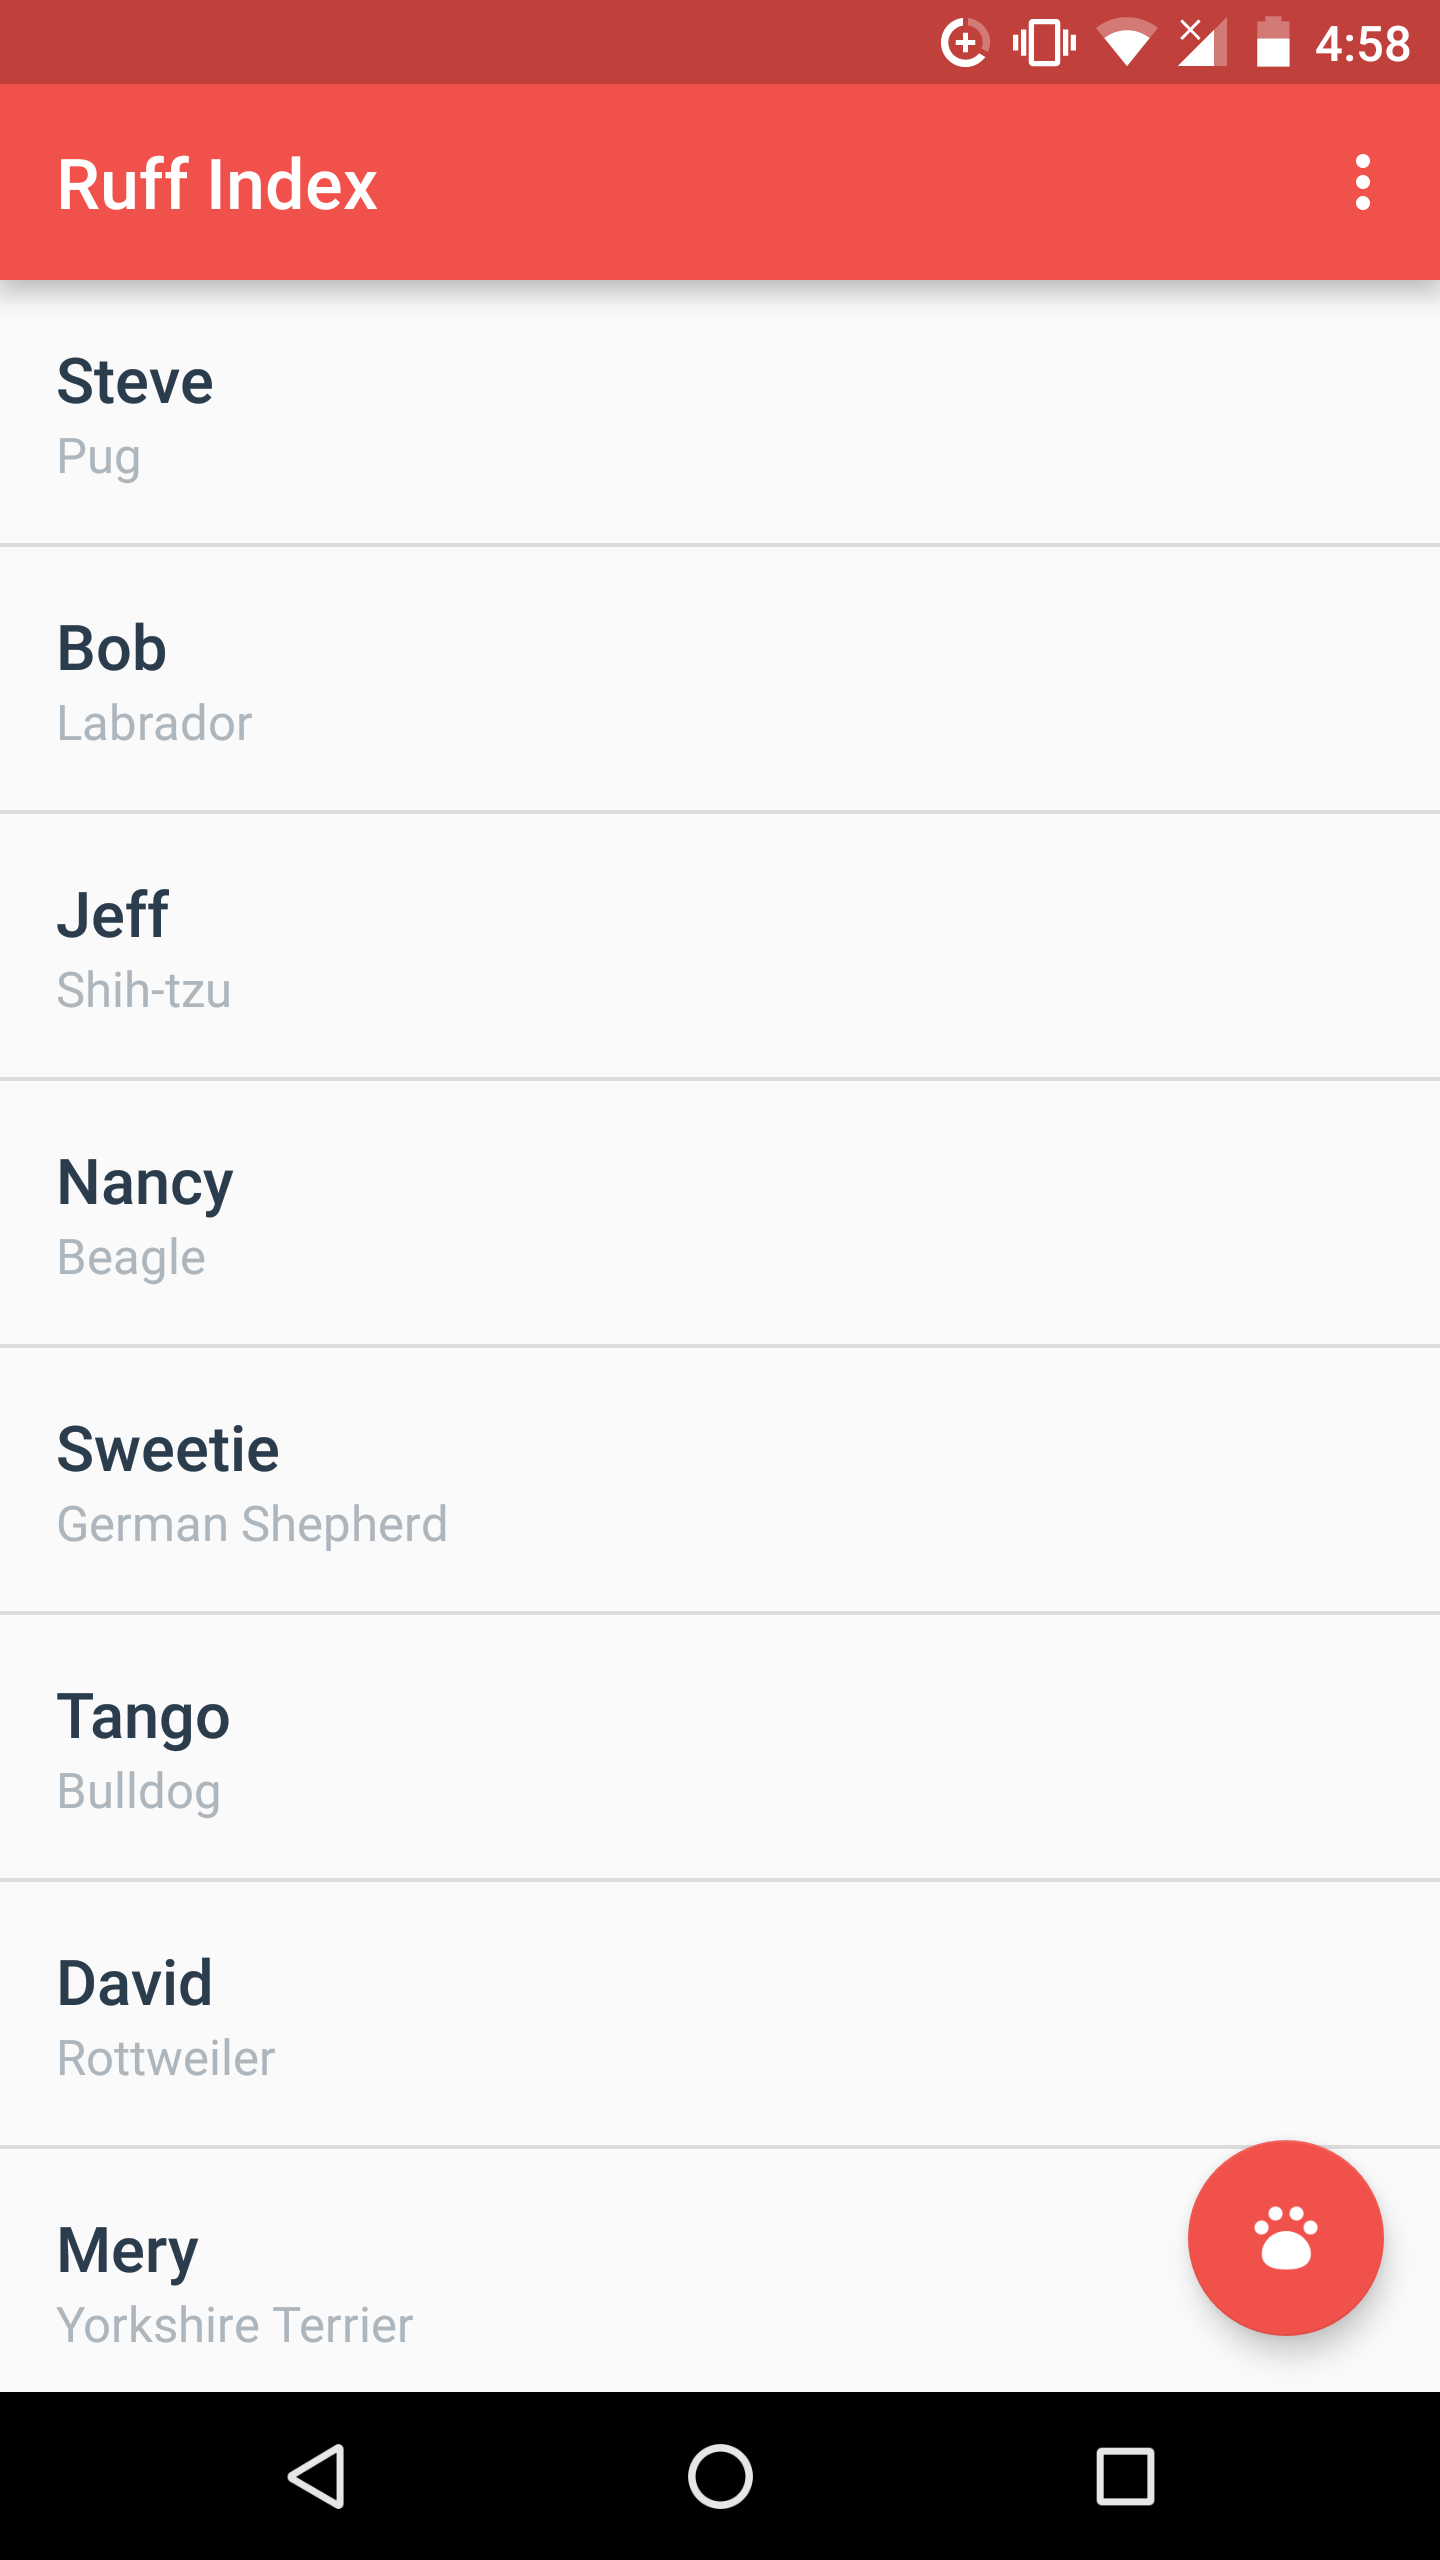 4:58
Ruff Index
Steve
Pug
Bob
Labrador
Jeff
Shih-tzu
Nancy
Beagle
Sweetie
German Shepherd
Tango
Bulldog
David
Rottweiler
Mery
Yorkshire Terrier